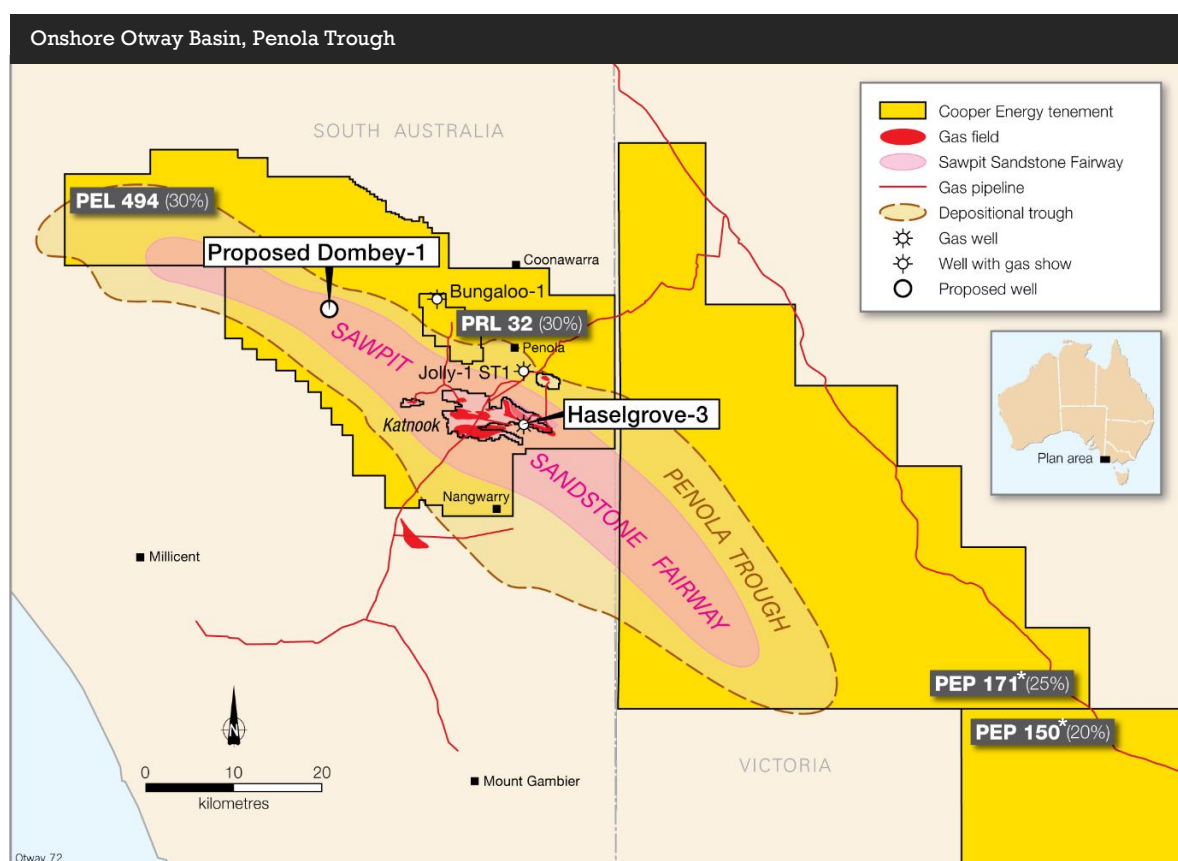 Onshore Otway Basin, Penola Trough
SOUTH AUSTRALIA
Cooper Energy tenement
Gas field
Sawpit Sandstone Fairway
Gas pipeline
Depositional trough
Gas well
Well with gas show
Proposed well
PEL 494 (30%)
Proposed Dombey-1
Coonawarra
Bungaloo-1
PRL 32 (30%)
SAWPIT
Penola
Jolly-1 ST1
Haselgrove-3
Katnook
Plan area
SANDSTONE FAIRWAY
PENOLA TROUGH
Nangwarry
Millicent
PEP 171* (25%)
PEP 150* (20%)
N
VICTORIA
0 10 20
kilometres
Mount Gambier
Otway 72